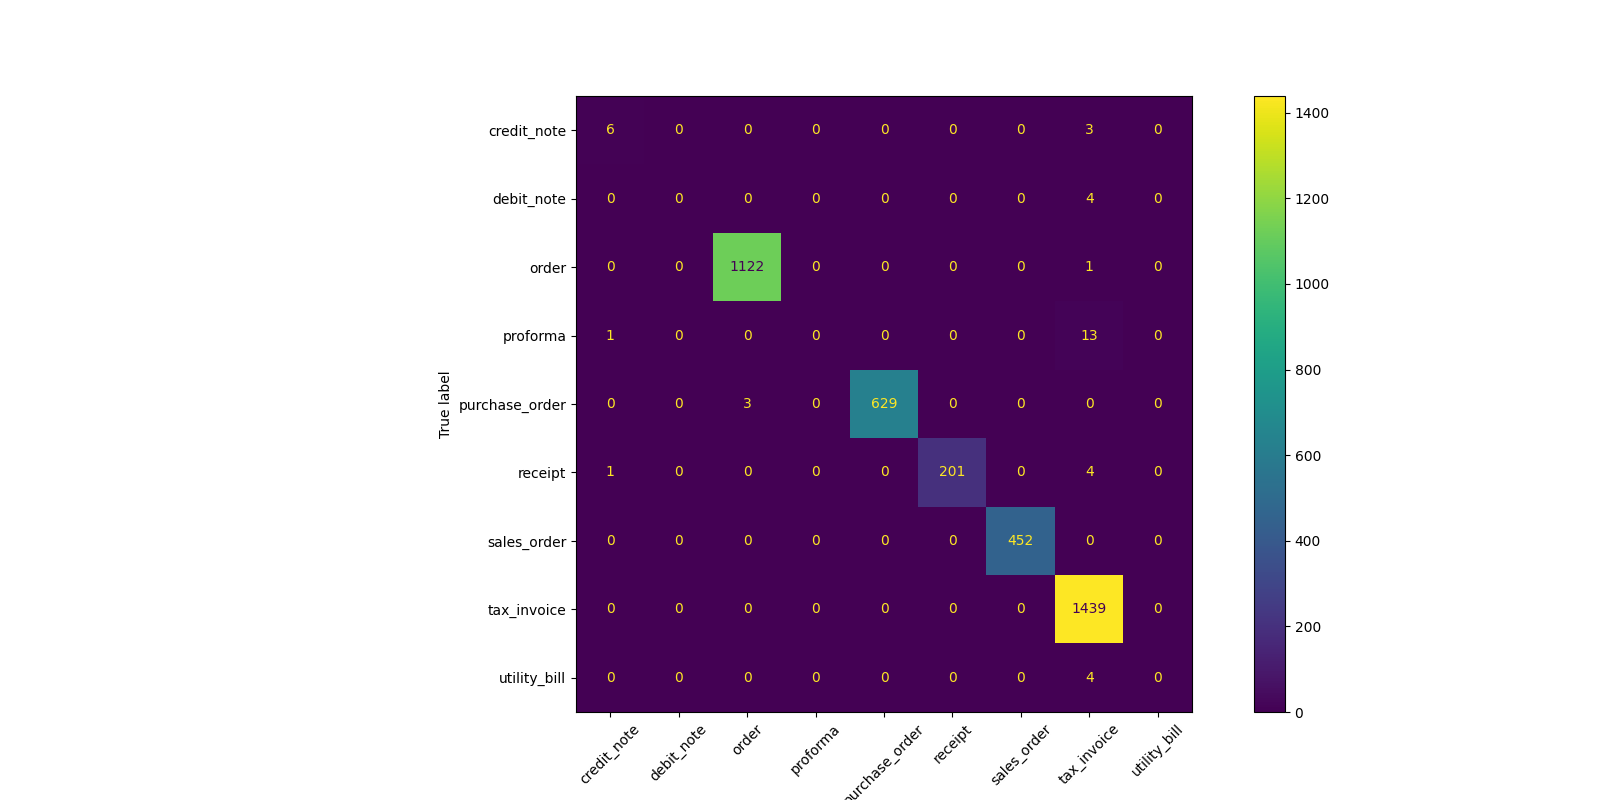 credit_note 6 0 0 0 0 0 0 3 0
debit_note 0 0 0 0 0 0 0 4 0
order 0 0 1122 0 0 0 0 1 0
proforma 1 0 0 0 0 0 0 13 0
purchase_order 0 0 3 0 629 0 0 0 0
receipt 1 0 0 0 0 201 0 4 0
sales_order 0 0 0 0 0 0 452 0 0
tax_invoice 0 0 0 0 0 0 0 1439 0
utility_bill 0 0 0 0 0 0 0 4 0
True label
credit_note debit_note order proforma purchase_order receipt sales_order tax_invoice utility_bill
1400
1200
1000
800
600
400
200
0